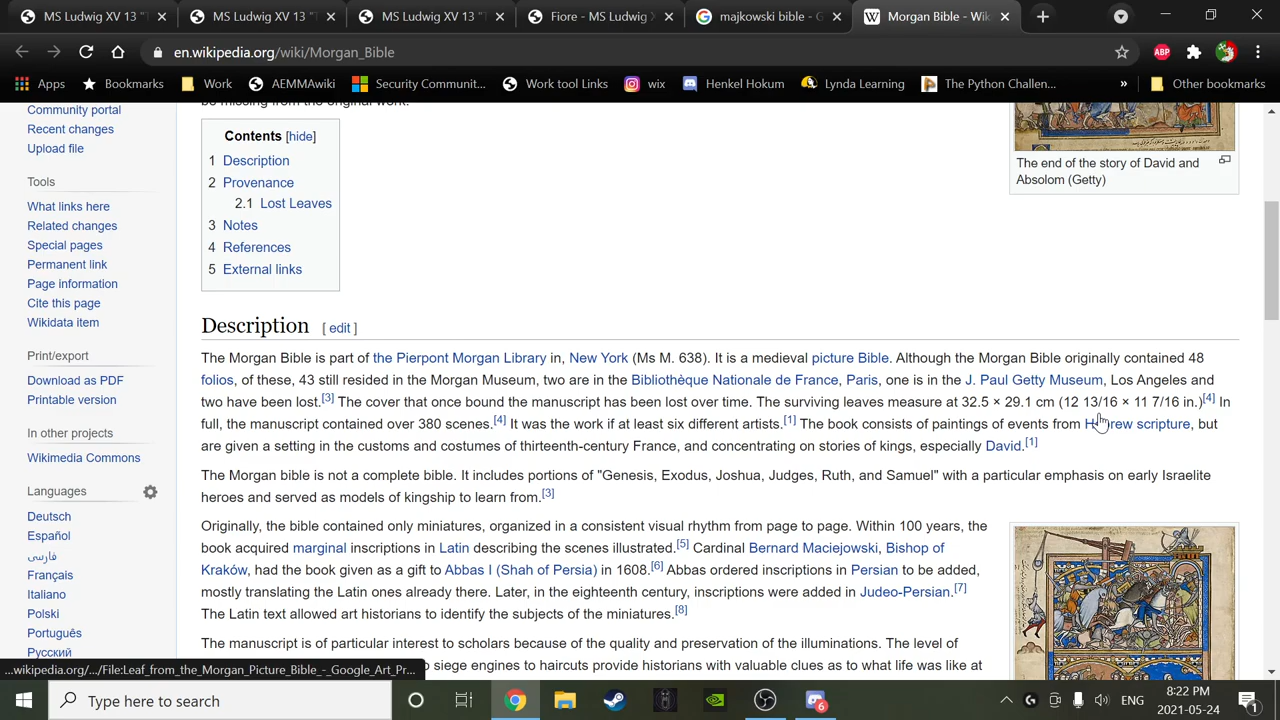 MS Ludwig XV 13 "T
MS Ludwig XV 13 "T
MS Ludwig XV 13 "T
Fiore - MS Ludwig X
majkowski bible - G
Morgan Bible - Wik
en.wikipedia.org/wiki/Morgan_Bible
ABP
Apps
Bookmarks
Work
AEMMAwiki
Security Communit...
Work tool Links
wix
Henkel Hokum
Lynda Learning
The Python Challen...
»
Other bookmarks
Community portal
Recent changes
Upload file
Tools
What links here
Related changes
Special pages
Permanent link
Page information
Cite this page
Wikidata item
Print/export
Download as PDF
Printable version
In other projects
Wikimedia Commons
Languages
Deutsch
Español
فارسی
Français
Italiano
Polski
Português
Русский
be missing from the original work.
Contents [hide]
1 Description
2 Provenance
2.1 Lost Leaves
3 Notes
4 References
5 External links
The end of the story of David and
Absolom (Getty)
Description [ edit ]
The Morgan Bible is part of the Pierpont Morgan Library in, New York (Ms M. 638). It is a medieval picture Bible. Although the Morgan Bible originally contained 48
folios, of these, 43 still resided in the Morgan Museum, two are in the Bibliothèque Nationale de France, Paris, one is in the J. Paul Getty Museum, Los Angeles and
two have been lost.[3] The cover that once bound the manuscript has been lost over time. The surviving leaves measure at 32.5 × 29.1 cm (12 13/16 × 11 7/16 in.)[4] In
full, the manuscript contained over 380 scenes.[4] It was the work if at least six different artists.[1] The book consists of paintings of events from Hebrew scripture, but
are given a setting in the customs and costumes of thirteenth-century France, and concentrating on stories of kings, especially David.[1]
The Morgan bible is not a complete bible. It includes portions of "Genesis, Exodus, Joshua, Judges, Ruth, and Samuel" with a particular emphasis on early Israelite
heroes and served as models of kingship to learn from.[3]
Originally, the bible contained only miniatures, organized in a consistent visual rhythm from page to page. Within 100 years, the
book acquired marginal inscriptions in Latin describing the scenes illustrated.[5] Cardinal Bernard Maciejowski, Bishop of
Kraków, had the book given as a gift to Abbas I (Shah of Persia) in 1608.[6] Abbas ordered inscriptions in Persian to be added,
mostly translating the Latin ones already there. Later, in the eighteenth century, inscriptions were added in Judeo-Persian.[7]
The Latin text allowed art historians to identify the subjects of the miniatures.[8]
The manuscript is of particular interest to scholars because of the quality and preservation of the illuminations. The level of
to siege engines to haircuts provide historians with valuable clues as to what life was like at
...wikipedia.org/.../File:Leaf_from_the_Morgan_Picture_Bible_-_Google_Art_Pr...
Type here to search
6
ENG
8:22 PM
2021-05-24
1